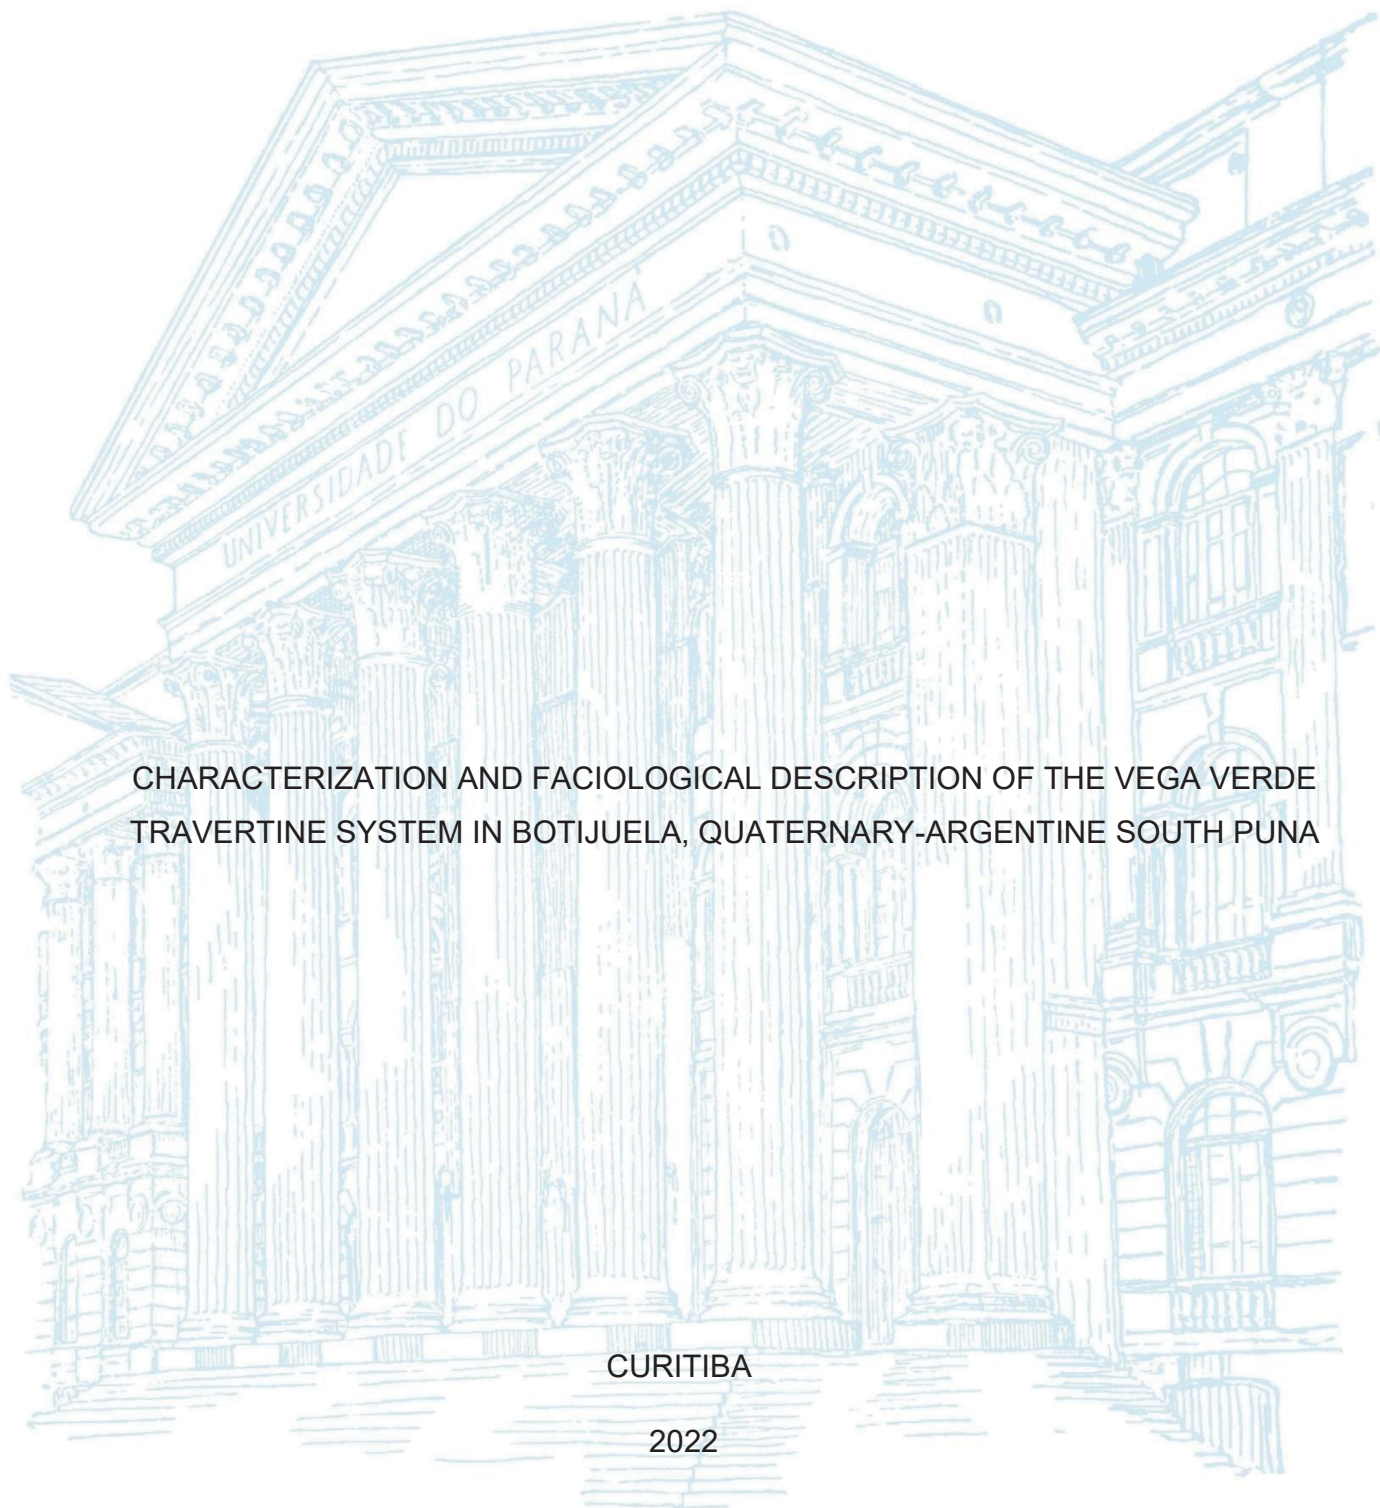 UNIVERSIDADE DO PARANÁ
CHARACTERIZATION AND FACIOLOGICAL DESCRIPTION OF THE VEGA VERDE
TRAVERTINE SYSTEM IN BOTIJUELA, QUATERNARY-ARGENTINE SOUTH PUNA
CURITIBA
2022